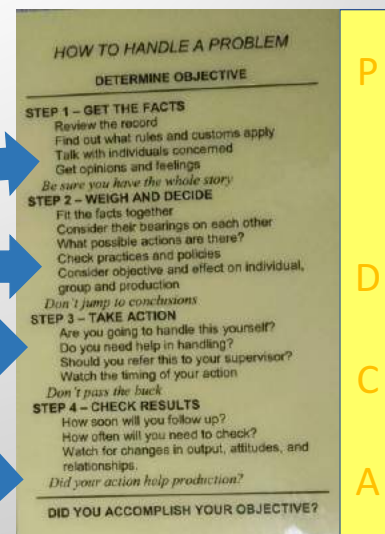 HOW TO HANDLE A PROBLEM
DETERMINE OBJECTIVE
STEP 1 – GET THE FACTS
Review the record
Find out what rules and customs apply
Talk with individuals concerned
Get opinions and feelings
Be sure you have the whole story
STEP 2 – WEIGH AND DECIDE
Fit the facts together
Consider their bearings on each other
What possible actions are there?
Check practices and policies
Consider objective and effect on individual,
group and production
Don't jump to conclusions
STEP 3 – TAKE ACTION
Are you going to handle this yourself?
Do you need help in handling?
Should you refer this to your supervisor?
Watch the timing of your action
Don't pass the buck
STEP 4 – CHECK RESULTS
How soon will you follow up?
How often will you need to check?
Watch for changes in output, attitudes, and
relationships.
Did your action help production?
DID YOU ACCOMPLISH YOUR OBJECTIVE?
P
D
C
A